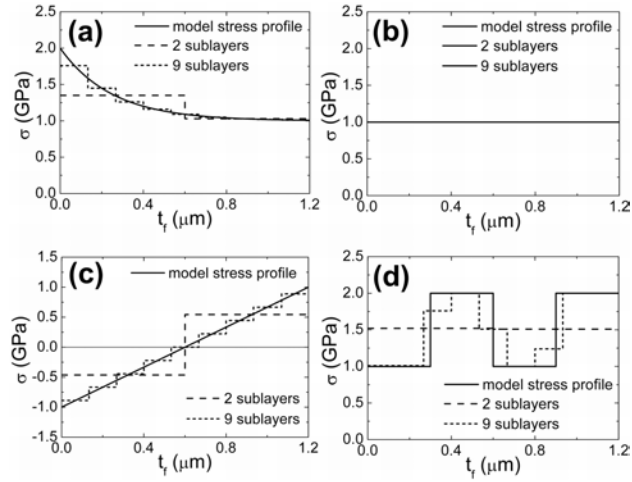 (a)
model stress profile
2 sublayers
9 sublayers
2.5
2.0
1.5
1.0
0.5
0.0
σ (GPa)
0.0 0.4 0.8 1.2
t_f (μm)
(b)
model stress profile
2 sublayers
9 sublayers
2.5
2.0
1.5
1.0
0.5
0.0
σ (GPa)
0.0 0.4 0.8 1.2
t_f (μm)
(c)
model stress profile
1.5
1.0
0.5
0.0
-0.5
-1.0
-1.5
σ (GPa)
2 sublayers
9 sublayers
0.0 0.4 0.8 1.2
t_f (μm)
(d)
2.5
2.0
1.5
1.0
0.5
0.0
σ (GPa)
model stress profile
2 sublayers
9 sublayers
0.0 0.4 0.8 1.2
t_f (μm)